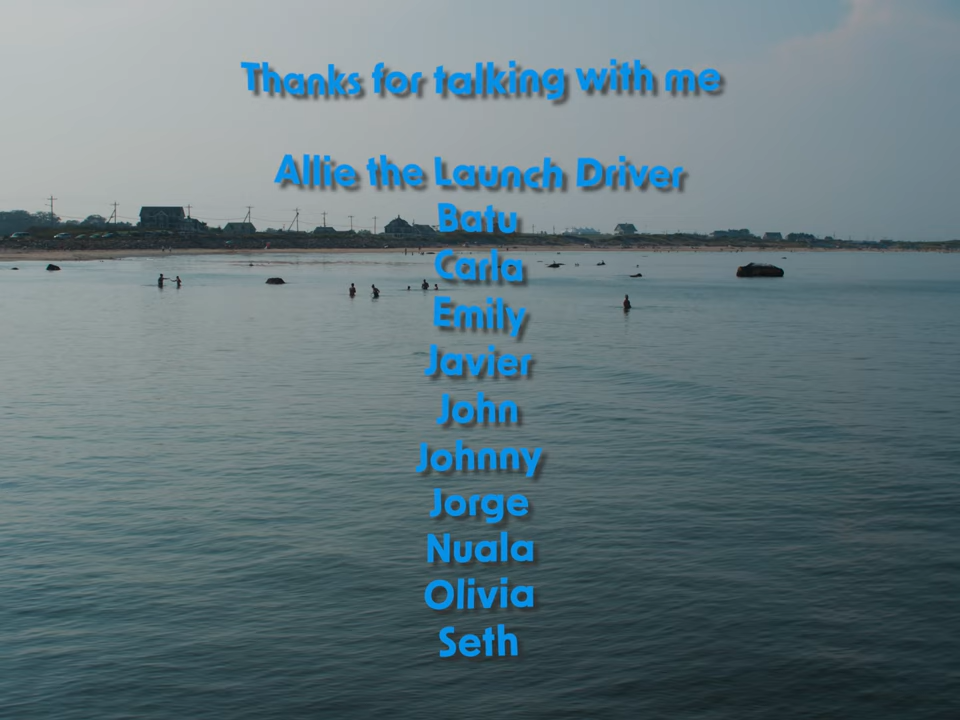 Thanks for talking with me
Allie the Launch Driver
Batu
Carla
Emily
Javier
John
Johnny
Jorge
Nuala
Olivia
Seth